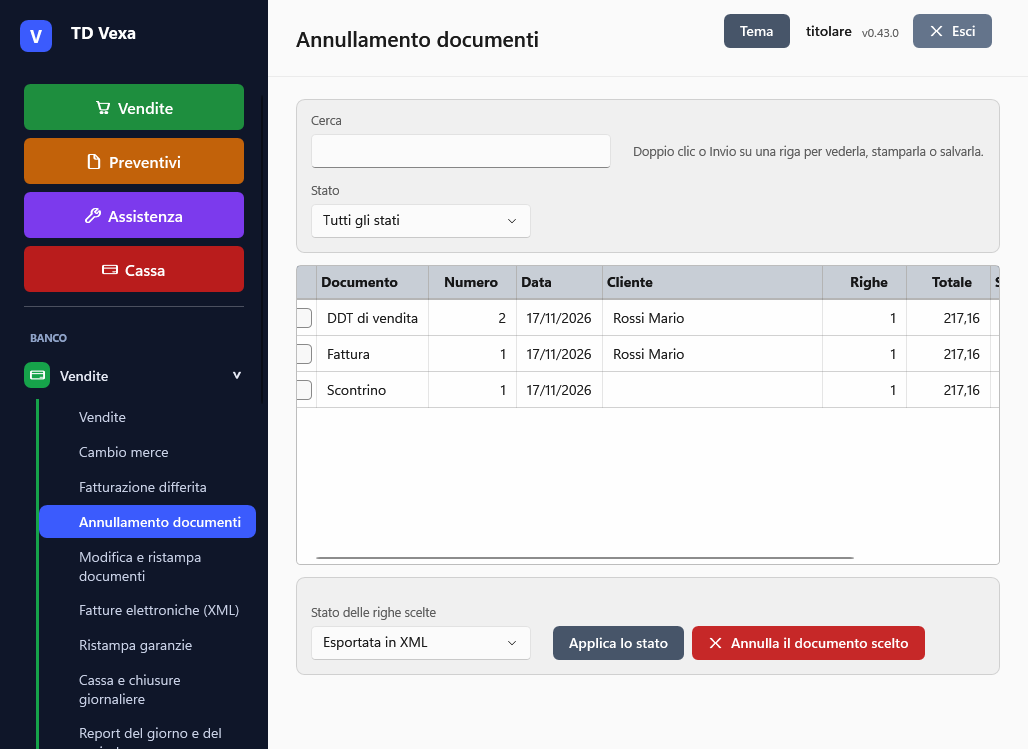 V TD Vexa
Vendite
Preventivi
Assistenza
Cassa
BANCO
Vendite
Vendite
Cambio merce
Fatturazione differita
Annullamento documenti
Modifica e ristampa
documenti
Fatture elettroniche (XML)
Ristampa garanzie
Cassa e chiusure
giornaliere
Report del giorno e del
Annullamento documenti
Tema titolare v0.43.0 Esci
Cerca
Doppio clic o Invio su una riga per vederla, stamparla o salvarla.
Stato
Tutti gli stati
Documento Numero Data Cliente Righe Totale
DDT di vendita 2 17/11/2026 Rossi Mario 1 217,16
Fattura 1 17/11/2026 Rossi Mario 1 217,16
Scontrino 1 17/11/2026 1 217,16
Stato delle righe scelte
Esportata in XML Applica lo stato Annulla il documento scelto